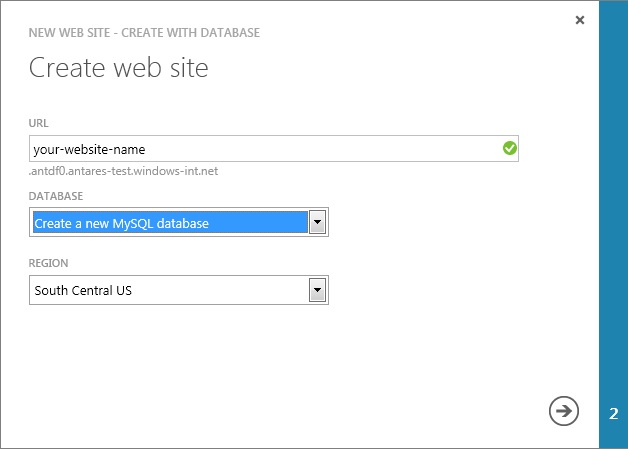 NEW WEB SITE - CREATE WITH DATABASE
Create web site
URL
your-website-name
.antdf0.antares-test.windows-int.net
DATABASE
Create a new MySQL database
REGION
South Central US
2